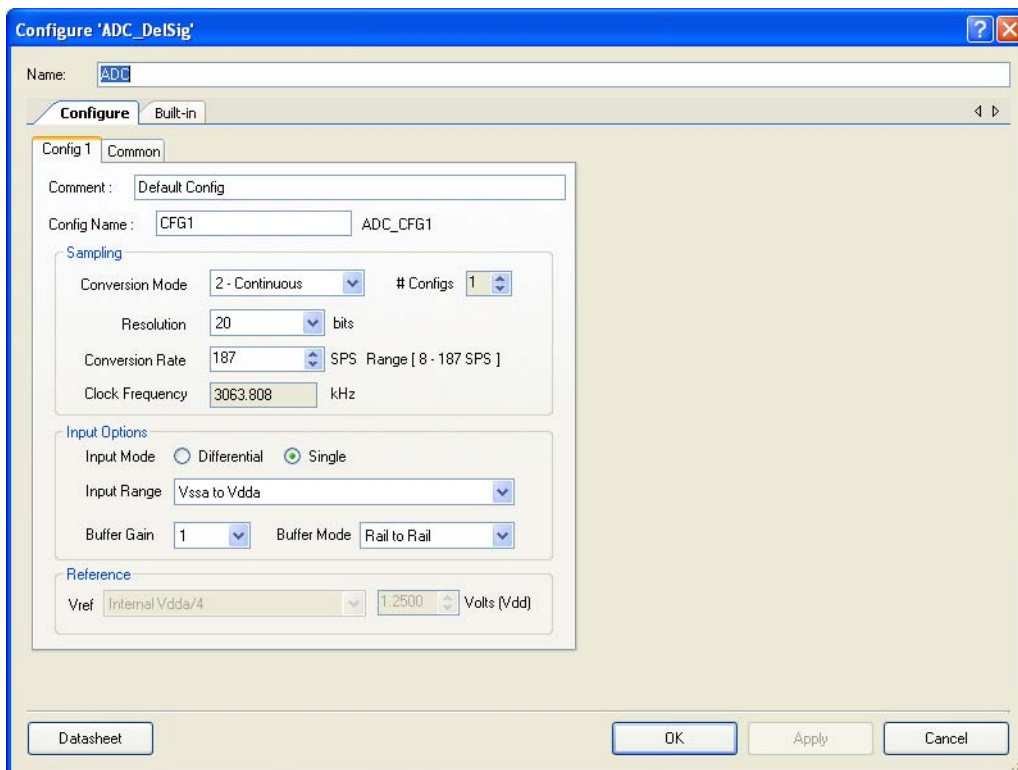 Configure 'ADC_DelSig'
Name: ADC
Configure Built-in
Config 1 Common
Comment : Default Config
Config Name : CFG1 ADC_CFG1
Sampling
Conversion Mode 2 - Continuous # Configs 1
Resolution 20 bits
Conversion Rate 187 SPS Range [ 8 - 187 SPS ]
Clock Frequency 3063.808 kHz
Input Options
Input Mode Differential Single
Input Range Vssa to Vdda
Buffer Gain 1 Buffer Mode Rail to Rail
Reference
Vref Internal Vdda/4 1.2500 Volts (Vdd)
Datasheet OK Apply Cancel